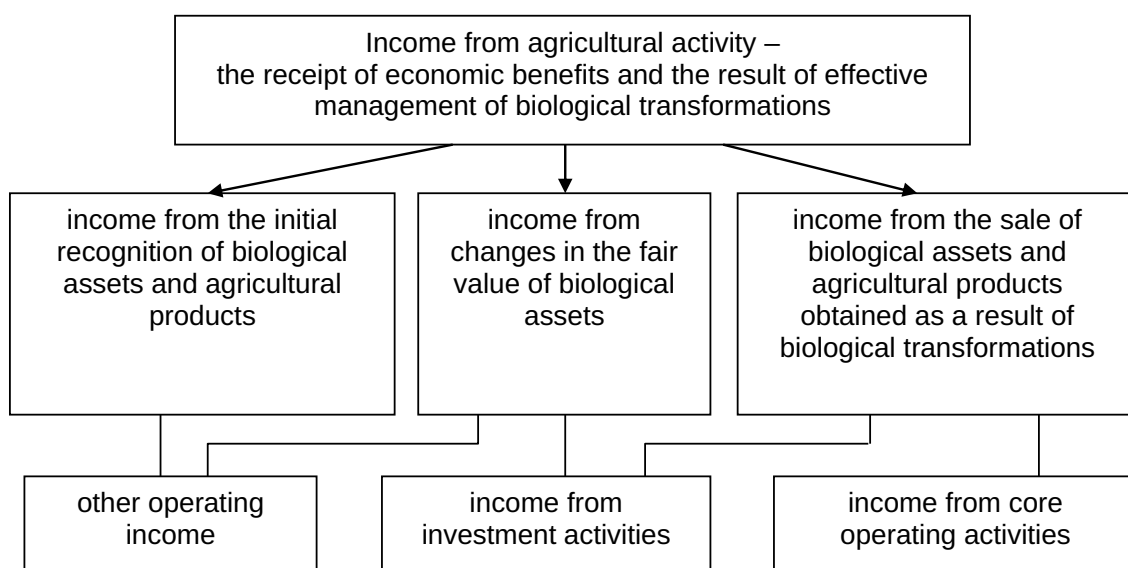 Income from agricultural activity –
the receipt of economic benefits and the result of effective
management of biological transformations
income from the initial
recognition of biological
assets and agricultural
products
income from
changes in the fair
value of biological
assets
income from the sale of
biological assets and
agricultural products
obtained as a result of
biological transformations
other operating
income
income from
investment activities
income from core
operating activities